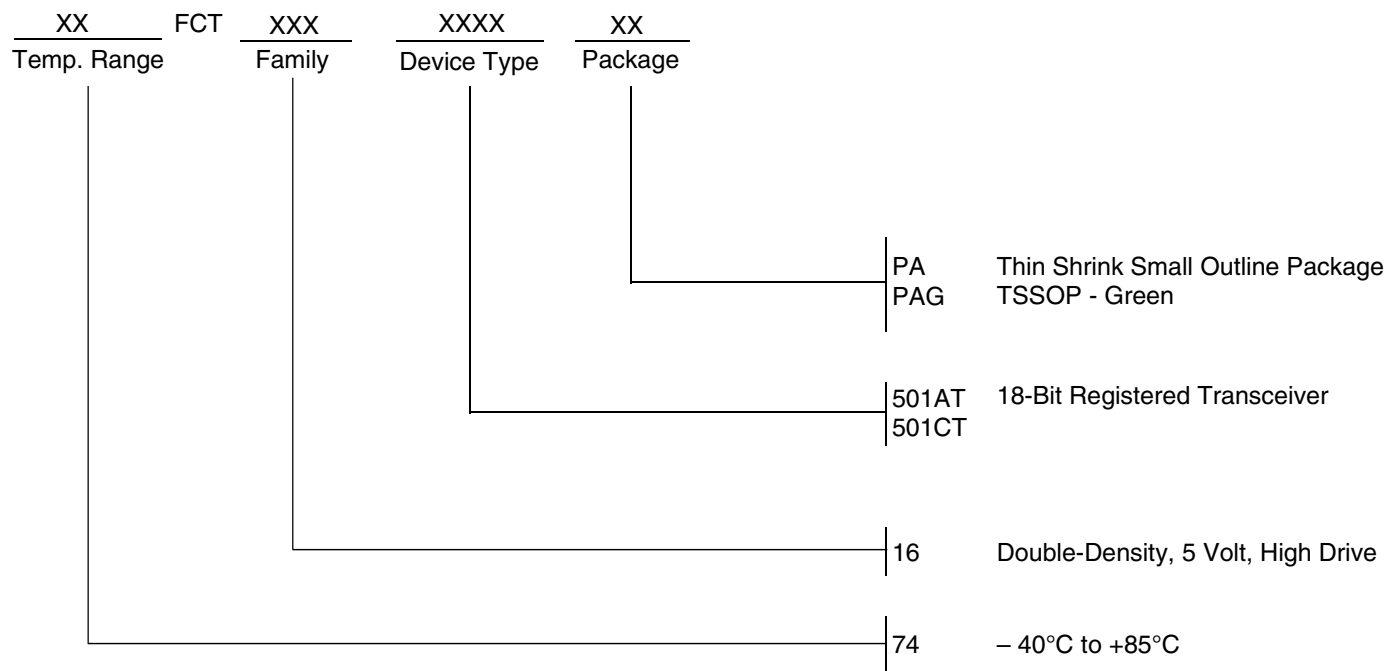 XX FCT XXX XXXX XX
Temp. Range Family Device Type Package
PA Thin Shrink Small Outline Package
PAG TSSOP - Green
501AT 18-Bit Registered Transceiver
501CT
16 Double-Density, 5 Volt, High Drive
74 – 40°C to +85°C